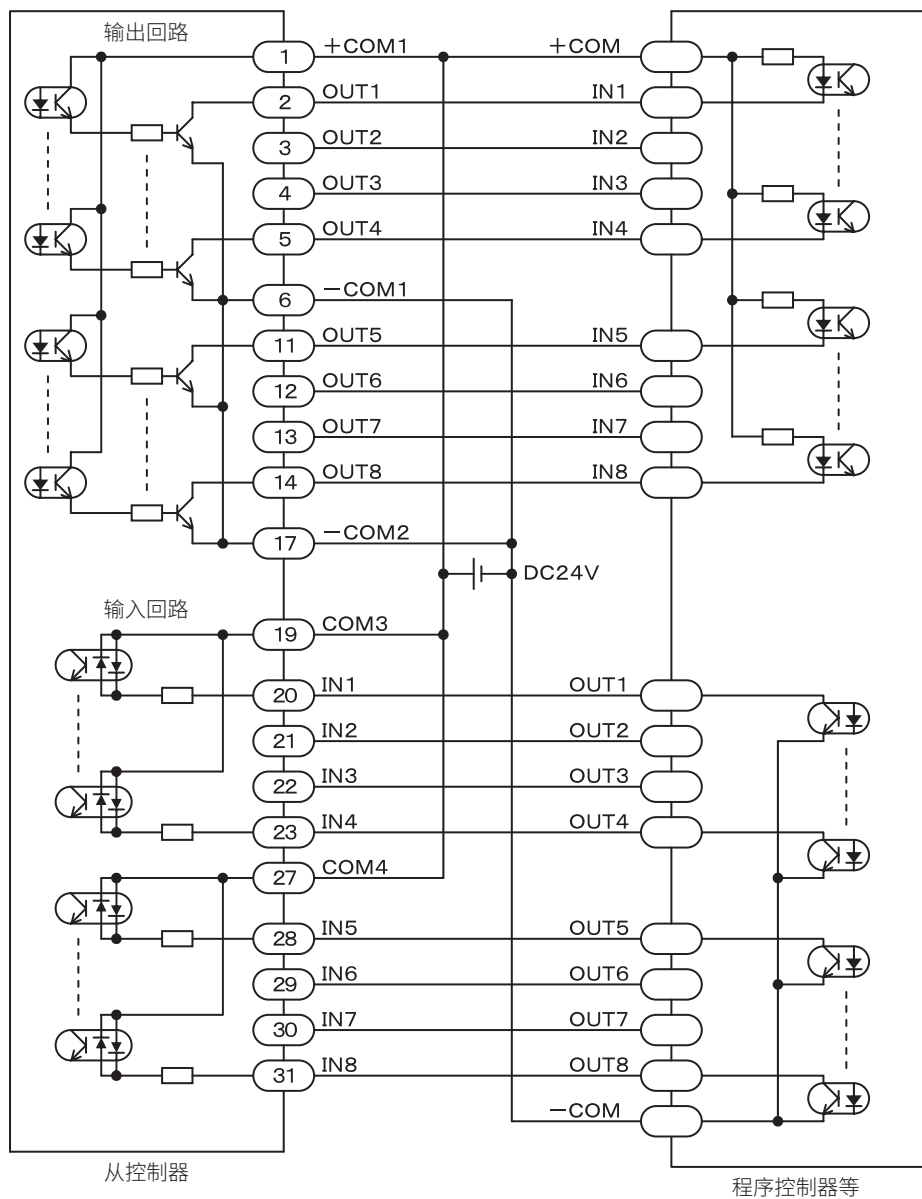 输出回路
1 +COM1 +COM
2 OUT1 IN1
3 OUT2 IN2
4 OUT3 IN3
5 OUT4 IN4
6 -COM1
11 OUT5 IN5
12 OUT6 IN6
13 OUT7 IN7
14 OUT8 IN8
17 -COM2
DC24V
输入回路
19 COM3
20 IN1 OUT1
21 IN2 OUT2
22 IN3 OUT3
23 IN4 OUT4
27 COM4
28 IN5 OUT5
29 IN6 OUT6
30 IN7 OUT7
31 IN8 OUT8
-COM
从控制器
程序控制器等